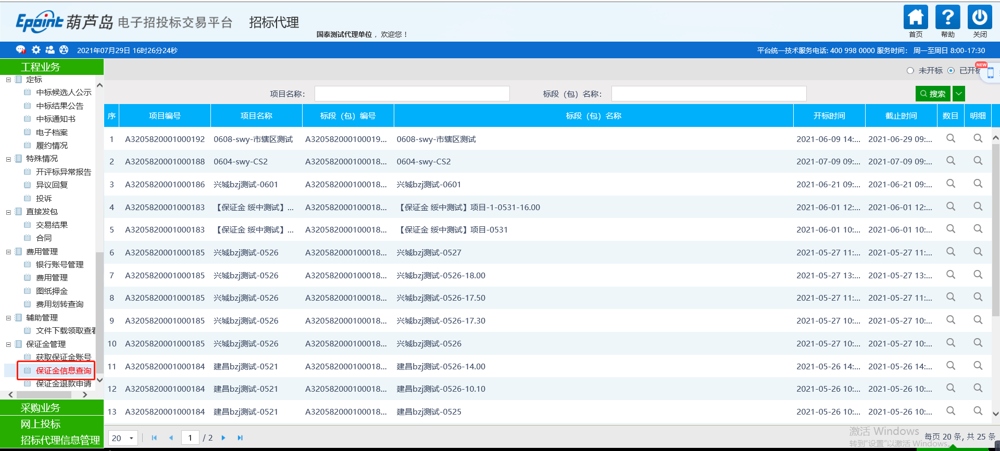 Epoint 葫芦岛 电子招投标交易平台 招标代理
国泰测试代理单位 ，欢迎您！
首页 帮助 关闭
2021年07月29日 16时26分24秒
平台统一技术服务电话: 400 998 0000 服务时间： 周一至周日 8:00-17:30
工程业务
定标
中标候选人公示
中标结果公告
中标通知书
电子档案
履约情况
特殊情况
开评标异常报告
异议回复
投诉
直接发包
交易结果
合同
费用管理
银行账号管理
费用管理
图纸押金
费用划转查询
辅助管理
文件下载领取查看
保证金管理
获取保证金账号
保证金信息查询
保证金退款申请
采购业务
网上投标
招标代理信息管理
未开标 已开标
NEW
项目名称： 标段（包）名称： 搜索
序 项目编号 项目名称 标段（包）编号 标段（包）名称 开标时间 截止时间 数目 明细
1 A3205820001000192 0608-swy-市辖区测试 A320582000100019... 0608-swy-市辖区测试 2021-06-09 14:... 2021-06-29 09:...
2 A3205820001000188 0604-swy-CS2 A320582000100018... 0604-swy-CS2 2021-07-09 09:... 2021-07-09 09:...
3 A3205820001000186 兴城bzj测试-0601 A320582000100018... 兴城bzj测试-0601 2021-06-21 09:... 2021-06-21 09:...
4 A3205820001000183 【保证金 绥中测试】... A320582000100018... 【保证金 绥中测试】项目-1-0531-16.00 2021-06-01 12:... 2021-06-01 12:...
5 A3205820001000183 【保证金 绥中测试】... A320582000100018... 【保证金 绥中测试】项目-0531 2021-06-01 10:... 2021-06-01 10:...
6 A3205820001000185 兴城bzj测试-0526 A320582000100018... 兴城bzj测试-0527 2021-05-27 11:... 2021-05-27 11:...
7 A3205820001000185 兴城bzj测试-0526 A320582000100018... 兴城bzj测试-0526-18.00 2021-05-27 13:... 2021-05-27 13:...
8 A3205820001000185 兴城bzj测试-0526 A320582000100018... 兴城bzj测试-0526-17.50 2021-05-27 11:... 2021-05-27 11:...
9 A3205820001000185 兴城bzj测试-0526 A320582000100018... 兴城bzj测试-0526-17.30 2021-05-27 10:... 2021-05-27 10:...
10 A3205820001000185 兴城bzj测试-0526 A320582000100018... 兴城bzj测试-0526 2021-05-27 10:... 2021-05-27 10:...
11 A3205820001000184 建昌bzj测试-0521 A320582000100018... 建昌bzj测试-0526-14.00 2021-05-26 14:... 2021-05-26 14:...
12 A3205820001000184 建昌bzj测试-0521 A320582000100018... 建昌bzj测试-0526-10.10 2021-05-26 10:... 2021-05-26 10:...
13 A3205820001000184 建昌bzj测试-0521 A320582000100018... 建昌bzj测试-0525 2021-05-26 10:... 2021-05-26 10:...
20 1 / 2
每页 20 条, 共 25 条
激活 Windows
转到"设置"以激活 Windows。